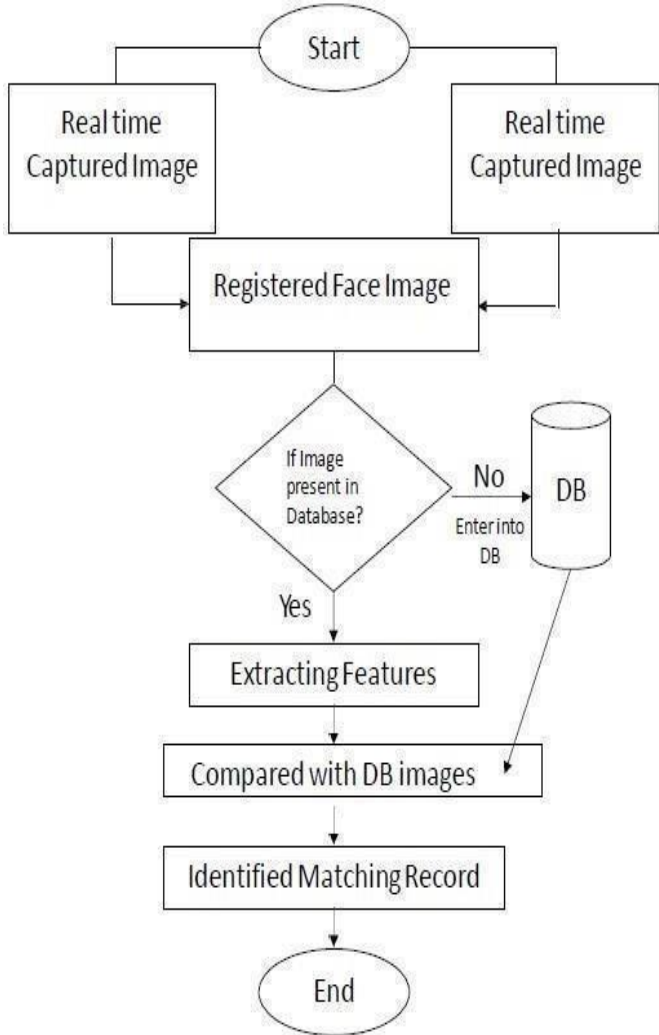 Start
Real time
Captured Image
Real time
Captured Image
Registered Face Image
If Image
present in
Database?
No
Enter into
DB
DB
Yes
Extracting Features
Compared with DB images
Identified Matching Record
End